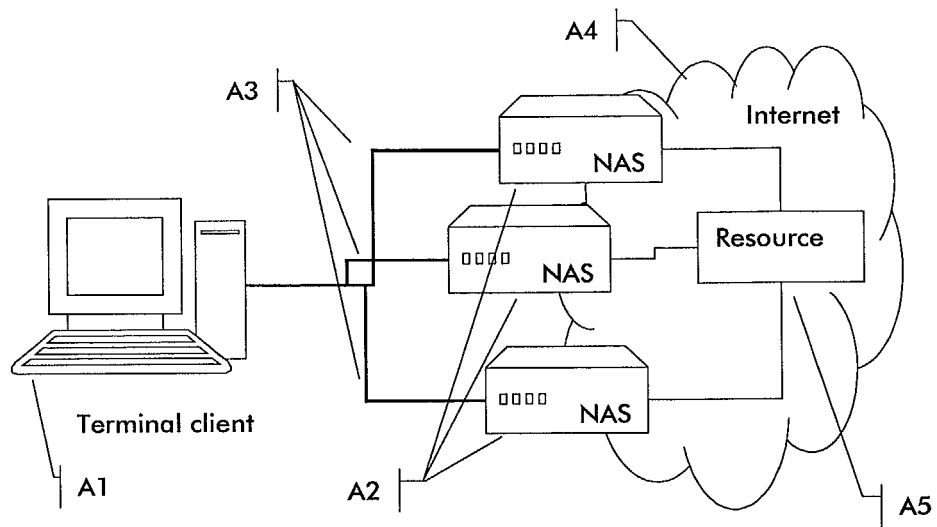 A4
A3
Internet
NAS
Resource
NAS
NAS
Terminal client
A1
A2
A5